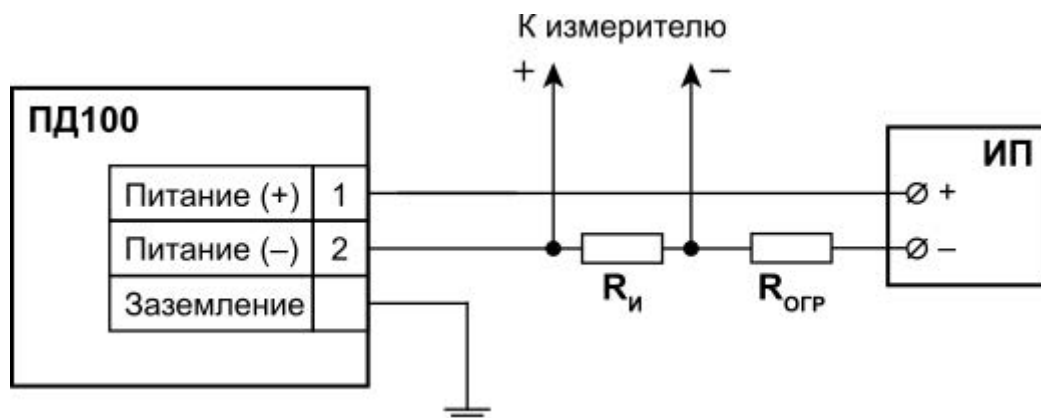 К измерителю
+ –
ПД100
ИП
Питание (+) 1
+
Питание (–) 2
–
Rи Rогр
Заземление